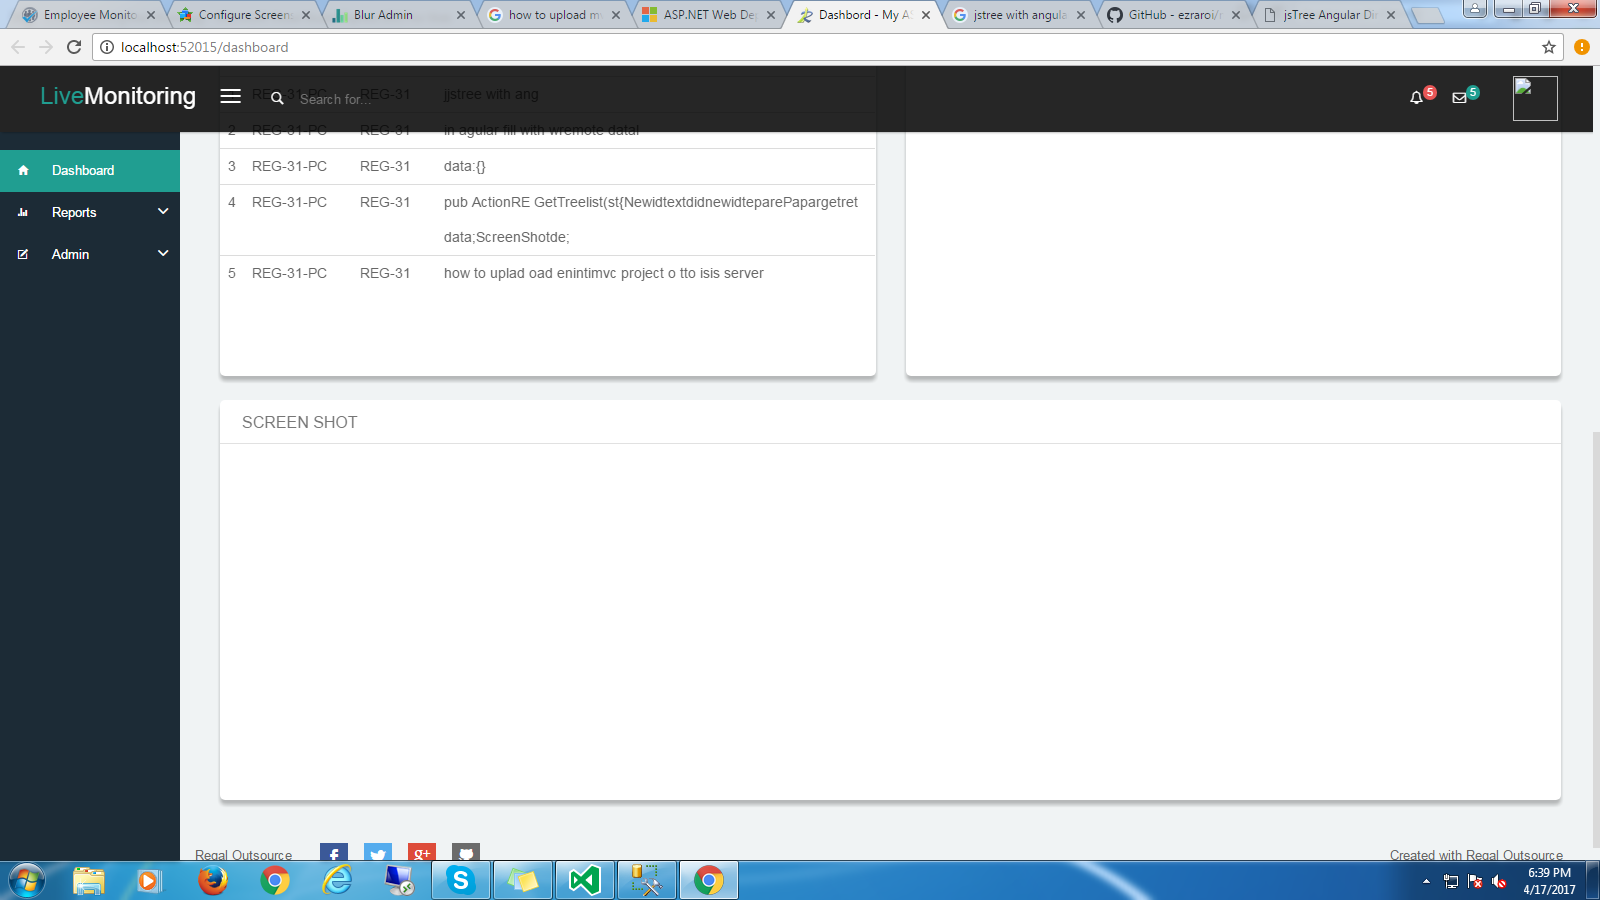 Employee Monito
Configure Screens
Blur Admin
how to upload m
ASP.NET Web De
Dashbord - My AS
jstree with angula
GitHub - ezraroi/n
jsTree Angular Di
localhost:52015/dashboard
LiveMonitoring
REG-31-PC REG-31 jjstree with ang
Search for...
5
5
2 REG-31-PC REG-31 in agular fill with wremote datal
Dashboard
3 REG-31-PC REG-31 data:{}
Reports
4 REG-31-PC REG-31 pub ActionRE GetTreelist(st{NewidtextdidnewidteparePapargetret
data;ScreenShotde;
Admin
5 REG-31-PC REG-31 how to uplad oad enintimvc project o tto isis server
SCREEN SHOT
Regal Outsource
Created with Regal Outsource
6:39 PM
4/17/2017